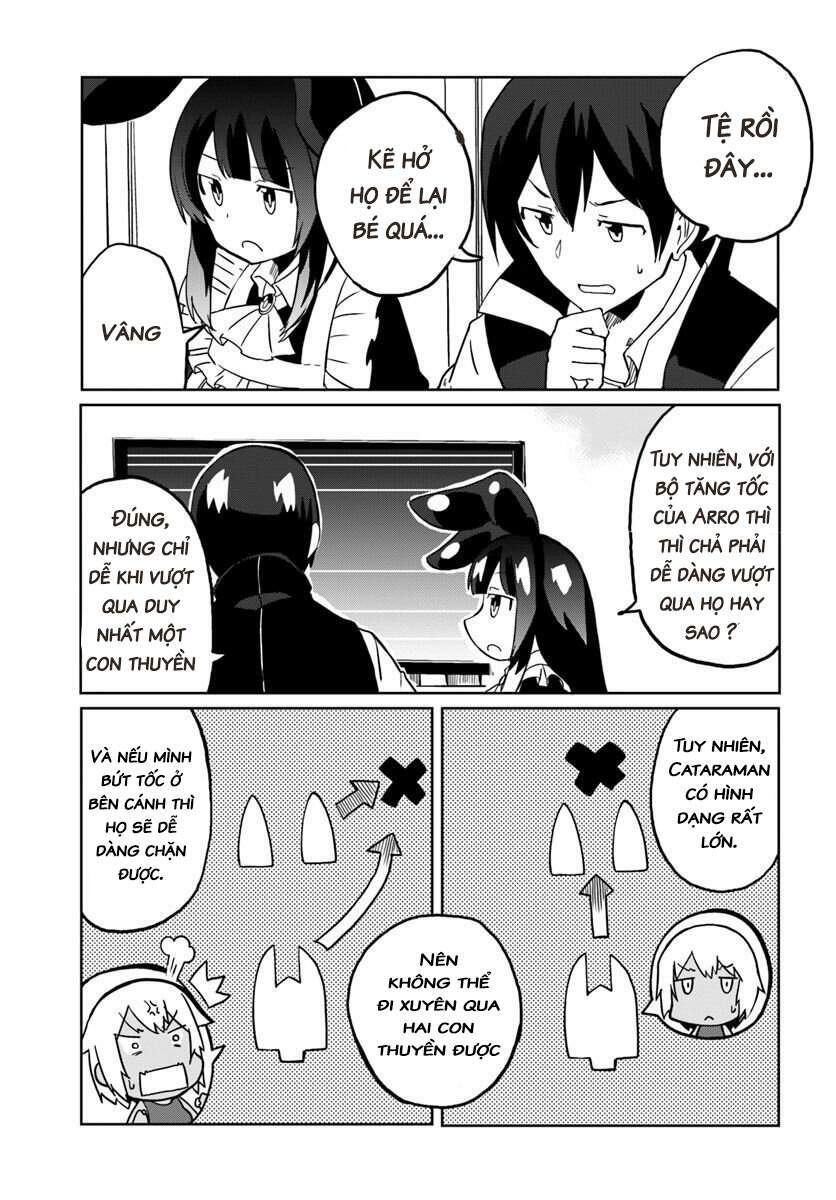 TỆ RỒI
ĐÂY...
KẼ HỞ
HỌ ĐỂ LẠI
BÉ QUÁ...
VÂNG
TUY NHIÊN, VỚI
BỘ TĂNG TỐC
CỦA ARRO THÌ
THÌ CHẢ PHẢI
DỄ DÀNG VƯỢT
QUA HỌ HAY
SAO ?
ĐÚNG,
NHƯNG CHỈ
DỄ KHI VƯỢT
QUA DUY
NHẤT MỘT
CON THUYỀN
TUY NHIÊN,
CATARAMAN
CÓ HÌNH
DẠNG RẤT
LỚN.
NÊN
KHÔNG THỂ
ĐI XUYÊN QUA
HAI CON
THUYỀN ĐƯỢC
VÀ NẾU MÌNH
BỨT TỐC Ở
BÊN CÁNH THÌ
HỌ SẼ DỄ
DÀNG CHẶN
ĐƯỢC.